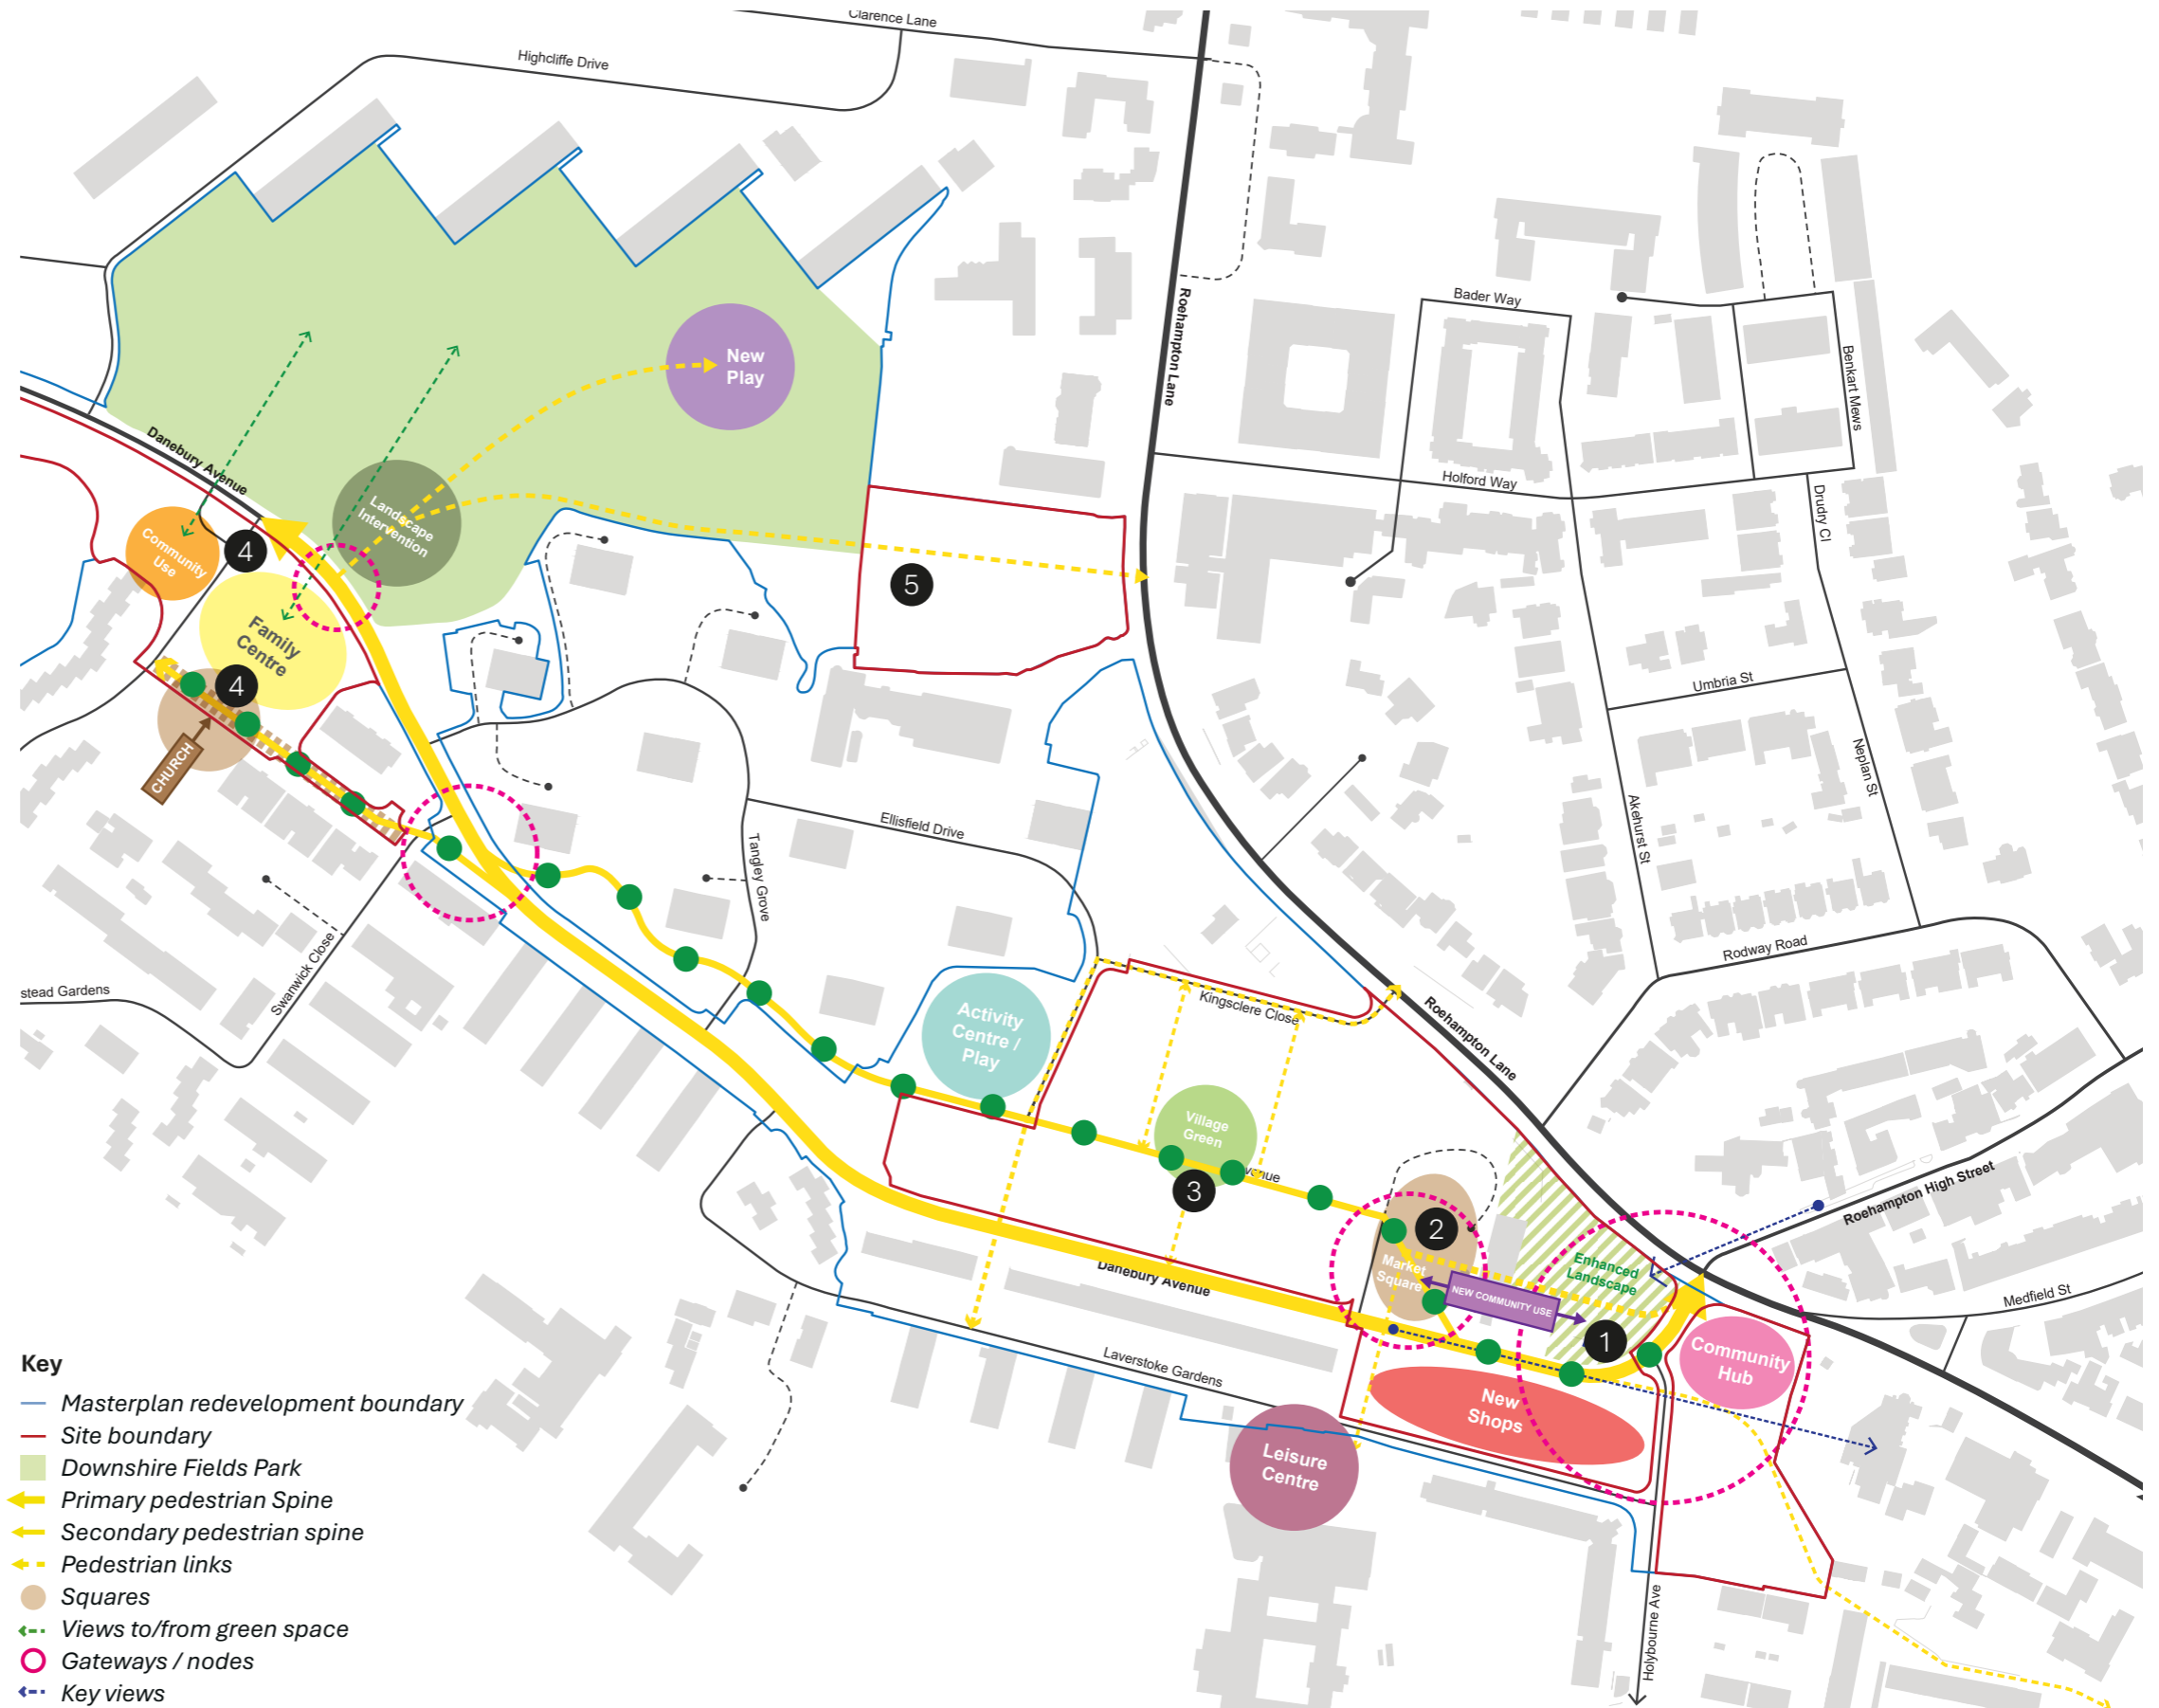 Clarence Lane
Highcliffe Drive
Roehampton Lane
Bader Way
Benkart Mews
New
Play
Danebury Avenue
Landscape
Intervention
Holford Way
Drudry Cl
Community
Use
4
5
Family
Centre
4
CHURCH
Umbria St
Neplan St
Akehurst St
Ellisfield Drive
Tangley Grove
Rodway Road
Swanwick Close
stead Gardens
Activity
Centre /
Play
Kingsclere Close
Roehampton Lane
Village
Green
venue
3
Roehampton High Street
2
Market
Square
Enhanced
Landscape
NEW COMMUNITY USE
Danebury Avenue
Medfield St
1
Community
Hub
Laverstoke Gardens
New
Shops
Leisure
Centre
Holybourne Ave
Key
Masterplan redevelopment boundary
Site boundary
Downshire Fields Park
Primary pedestrian Spine
Secondary pedestrian spine
Pedestrian links
Squares
Views to/from green space
Gateways / nodes
Key views